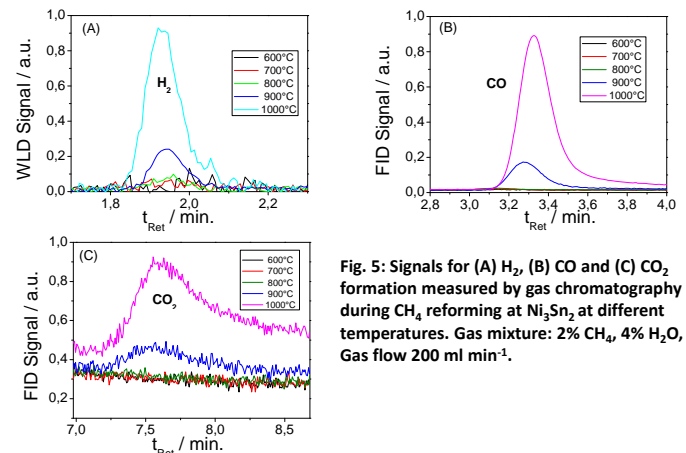 (A)
1,0
0,8
0,6
0,4
0,2
0,0
WLD Signal / a.u.
H2
600°C
700°C
800°C
900°C
1000°C
1,8 2,0 2,2
tRet / min.
(B)
1,0
0,8
0,6
0,4
0,2
0,0
FID Signal / a.u.
CO
600°C
700°C
800°C
900°C
1000°C
2,8 3,0 3,2 3,4 3,6 3,8 4,0
tRet / min.
(C)
1,0
0,8
0,6
0,4
0,2
FID Signal / a.u.
CO2
600°C
700°C
800°C
900°C
1000°C
7,0 7,5 8,0 8,5
tRet / min.
Fig. 5: Signals for (A) H2, (B) CO and (C) CO2
formation measured by gas chromatography
during CH4 reforming at Ni3Sn2 at different
temperatures. Gas mixture: 2% CH4, 4% H2O,
Gas flow 200 ml min-1.